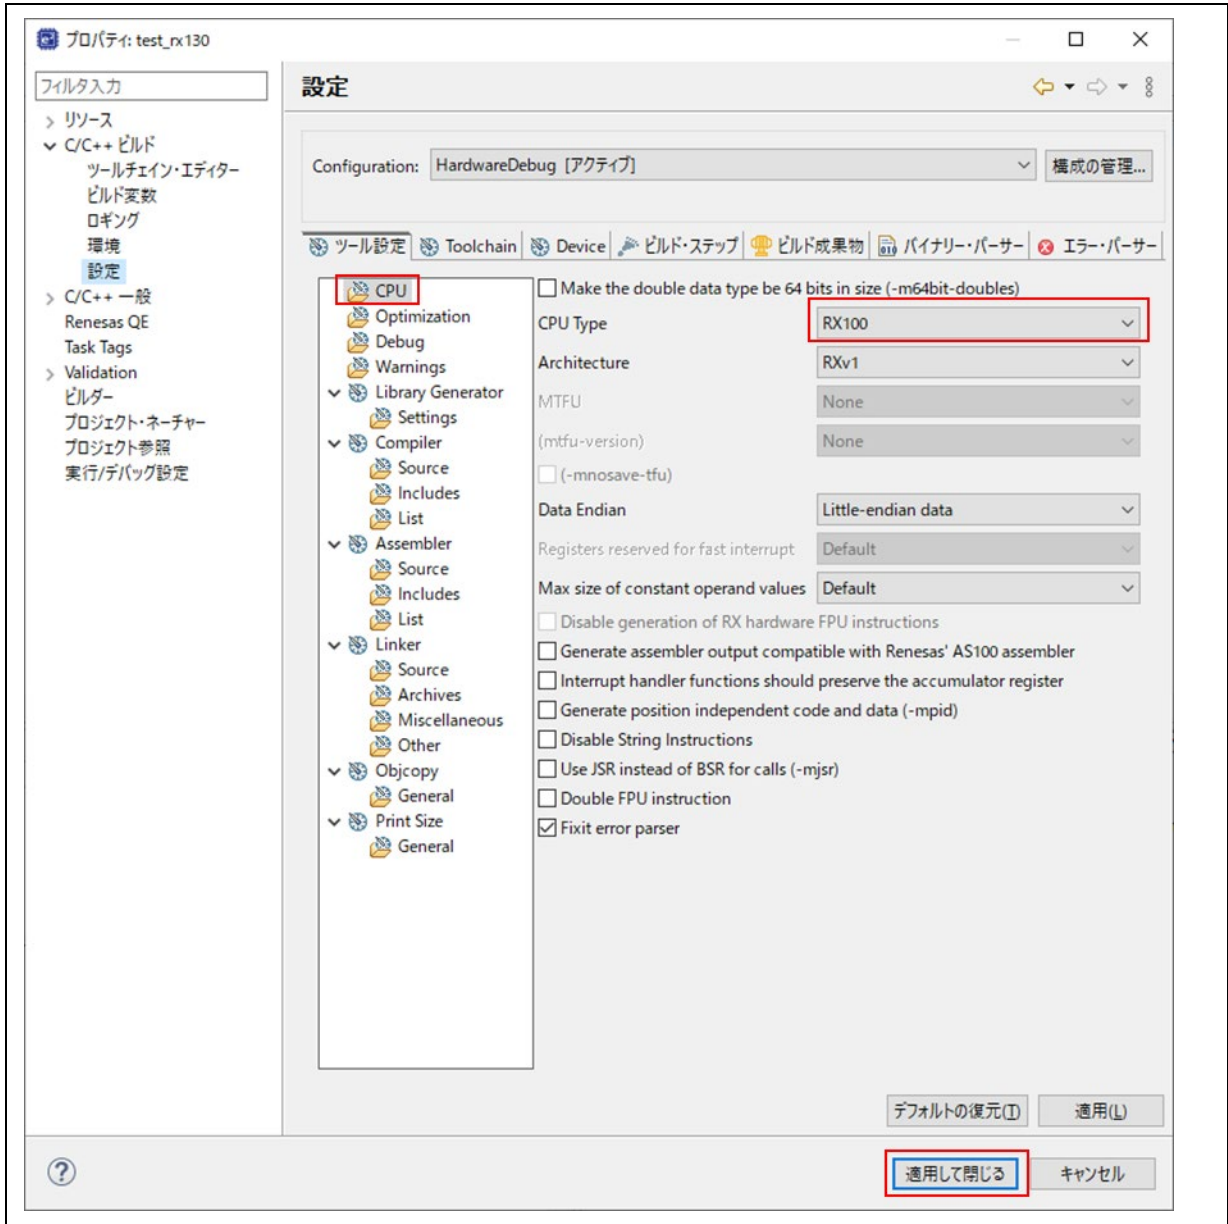 プロパティ: test_rx130
フィルタ入力
リソース
C/C++ ビルド
ツールチェイン・エディター
ビルド変数
ロギング
環境
設定
C/C++ 一般
Renesas QE
Task Tags
Validation
ビルダー
プロジェクト・ネーチャー
プロジェクト参照
実行/デバッグ設定
設定
Configuration: HardwareDebug [アクティブ] 構成の管理...
ツール設定 Toolchain Device ビルド・ステップ ビルド成果物 バイナリー・パーサー エラー・パーサー
CPU
Optimization
Debug
Warnings
Library Generator
Settings
Compiler
Source
Includes
List
Assembler
Source
Includes
List
Linker
Source
Archives
Miscellaneous
Other
Objcopy
General
Print Size
General
Make the double data type be 64 bits in size (-m64bit-doubles)
CPU Type RX100
Architecture RXv1
MTFU None
(mtfu-version) None
(-mnosave-tfu)
Data Endian Little-endian data
Registers reserved for fast interrupt Default
Max size of constant operand values Default
Disable generation of RX hardware FPU instructions
Generate assembler output compatible with Renesas' AS100 assembler
Interrupt handler functions should preserve the accumulator register
Generate position independent code and data (-mpid)
Disable String Instructions
Use JSR instead of BSR for calls (-mjsr)
Double FPU instruction
Fixit error parser
デフォルトの復元(T) 適用(L)
適用して閉じる キャンセル